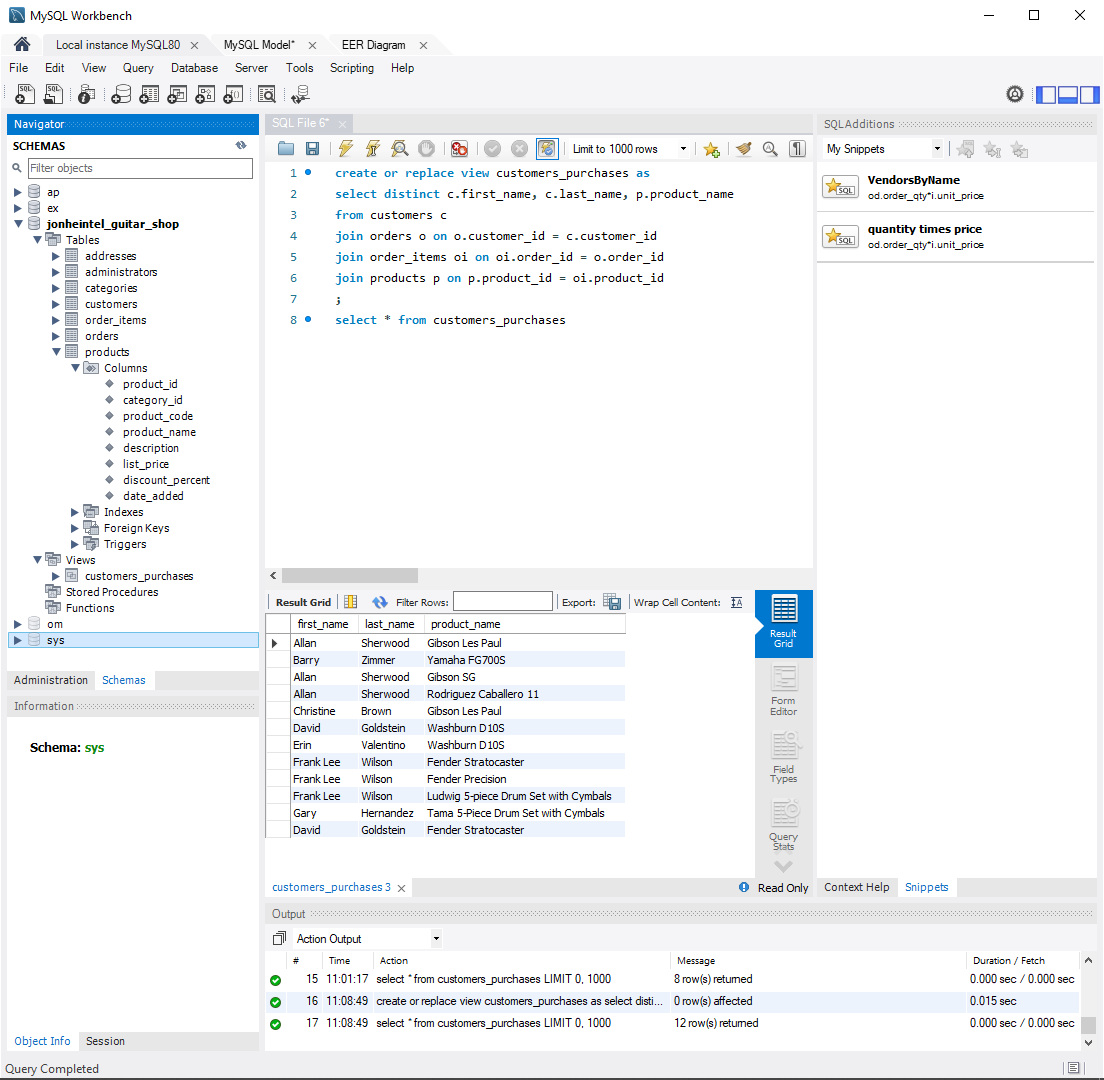 MySQL Workbench
Local instance MySQL80
MySQL Model*
EER Diagram
File Edit View Query Database Server Tools Scripting Help
Navigator
SCHEMAS
Filter objects
ap
ex
jonheintel_guitar_shop
Tables
addresses
administrators
categories
customers
order_items
orders
products
Columns
product_id
category_id
product_code
product_name
description
list_price
discount_percent
date_added
Indexes
Foreign Keys
Triggers
Views
customers_purchases
Stored Procedures
Functions
om
sys
Administration Schemas
Information
Schema: sys
Object Info Session
SQL File 6*
Limit to 1000 rows
1 create or replace view customers_purchases as
2 select distinct c.first_name, c.last_name, p.product_name
3 from customers c
4 join orders o on o.customer_id = c.customer_id
5 join order_items oi on oi.order_id = o.order_id
6 join products p on p.product_id = oi.product_id
7 ;
8 select * from customers_purchases
Result Grid Filter Rows: Export: Wrap Cell Content:
first_name last_name product_name
Allan Sherwood Gibson Les Paul
Barry Zimmer Yamaha FG700S
Allan Sherwood Gibson SG
Allan Sherwood Rodriguez Caballero 11
Christine Brown Gibson Les Paul
David Goldstein Washburn D10S
Erin Valentino Washburn D10S
Frank Lee Wilson Fender Stratocaster
Frank Lee Wilson Fender Precision
Frank Lee Wilson Ludwig 5-piece Drum Set with Cymbals
Gary Hernandez Tama 5-Piece Drum Set with Cymbals
David Goldstein Fender Stratocaster
Result
Grid
Form
Editor
Field
Types
Query
Stats
customers_purchases 3
Read Only
SQLAdditions
My Snippets
SQL
VendorsByName
od.order_qty*i.unit_price
SQL
quantity times price
od.order_qty*i.unit_price
Context Help Snippets
Output
Action Output
# Time Action Message Duration / Fetch
15 11:01:17 select * from customers_purchases LIMIT 0, 1000 8 row(s) returned 0.000 sec / 0.000 sec
16 11:08:49 create or replace view customers_purchases as select disti... 0 row(s) affected 0.015 sec
17 11:08:49 select * from customers_purchases LIMIT 0, 1000 12 row(s) returned 0.000 sec / 0.000 sec
Query Completed